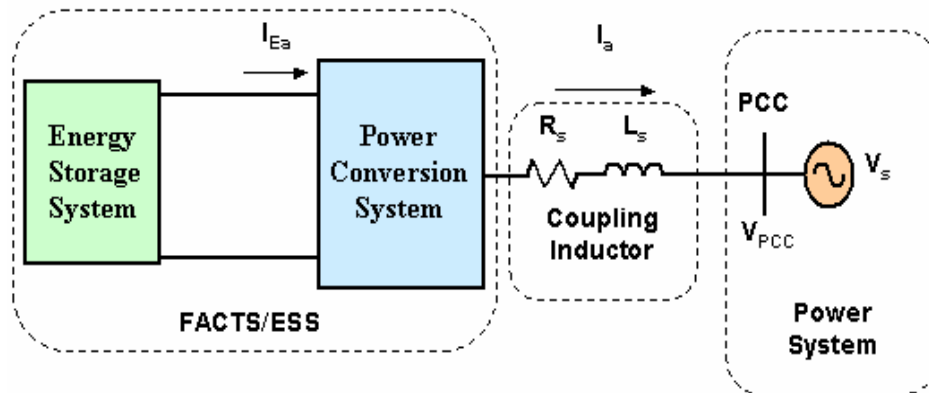 I_Ea
Energy
Storage
System
Power
Conversion
System
FACTS/ESS
I_a
R_s L_s
Coupling
Inductor
PCC
V_s
V_PCC
Power
System